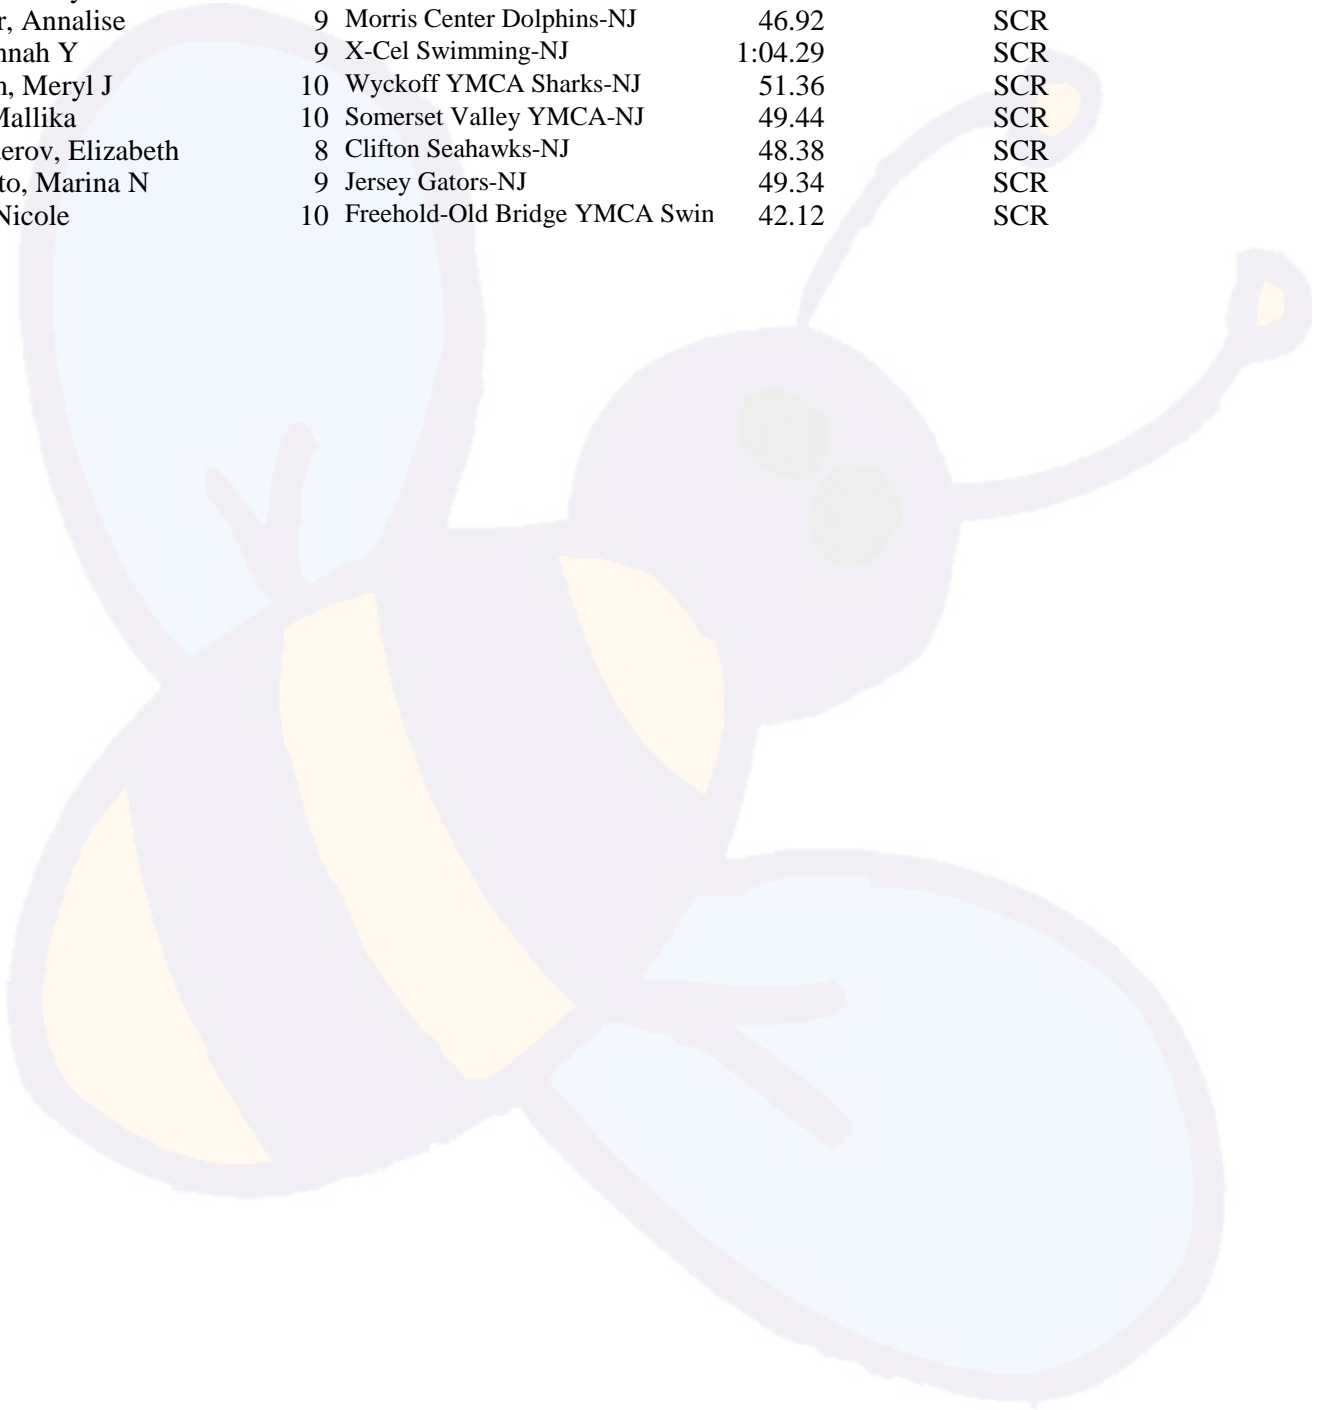 r, Annalise 9 Morris Center Dolphins-NJ 46.92 SCR
nnah Y 9 X-Cel Swimming-NJ 1:04.29 SCR
n, Meryl J 10 Wyckoff YMCA Sharks-NJ 51.36 SCR
Mallika 10 Somerset Valley YMCA-NJ 49.44 SCR
erov, Elizabeth 8 Clifton Seahawks-NJ 48.38 SCR
to, Marina N 9 Jersey Gators-NJ 49.34 SCR
Nicole 10 Freehold-Old Bridge YMCA Swin 42.12 SCR